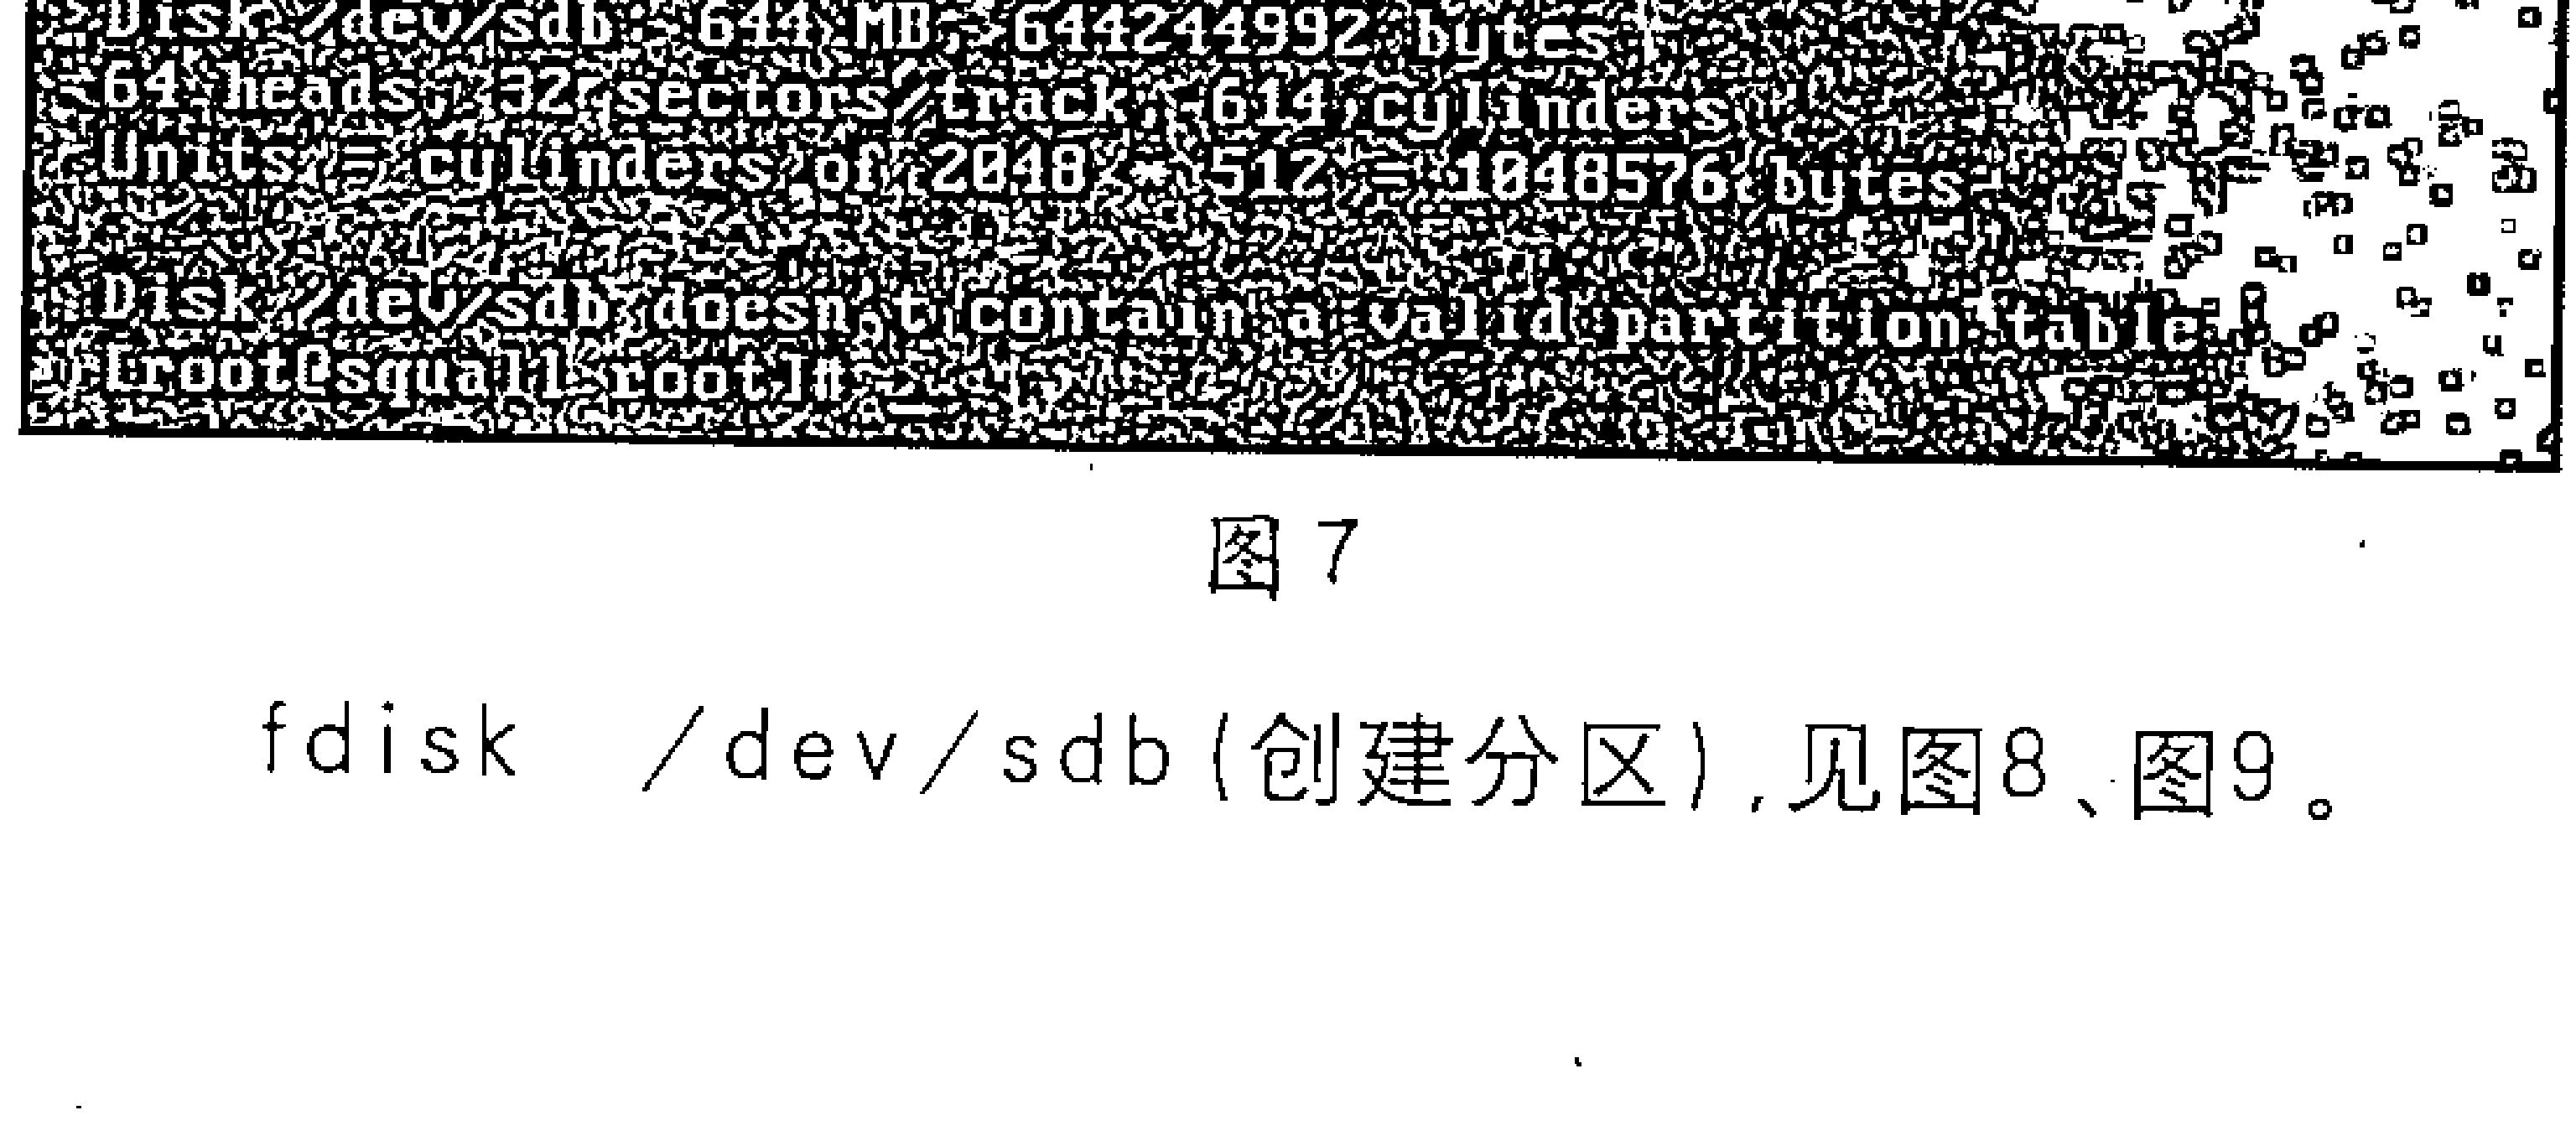 Disk /dev/sdb: 644 MB, 644244992 bytes
64 heads, 32 sectors/track, 614 cylinders
Units = cylinders of 2048 * 512 = 1048576 bytes
Disk /dev/sdb doesn't contain a valid partition table
[root@squall root]# _
图 7
fdisk /dev/sdb(创建分区),见图8、图9。